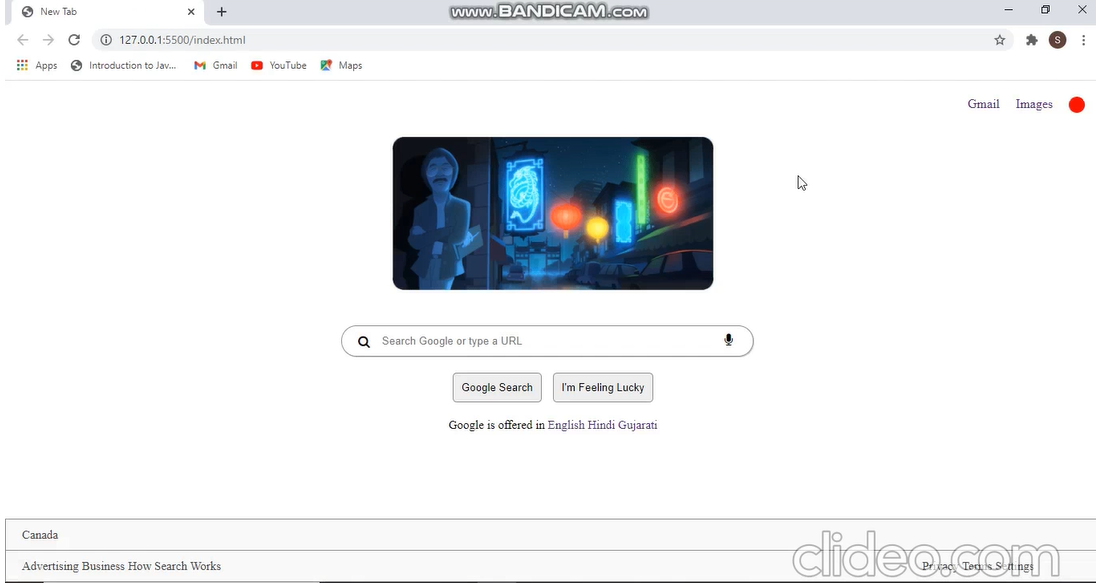 New Tab
www.BANDICAM.com
127.0.0.1:5500/index.html
S
Apps Introduction to Jav... Gmail YouTube Maps
Gmail Images
Search Google or type a URL
Google Search I'm Feeling Lucky
Google is offered in English Hindi Gujarati
Canada
Advertising Business How Search Works Privacy Terms Settings
clideo.com